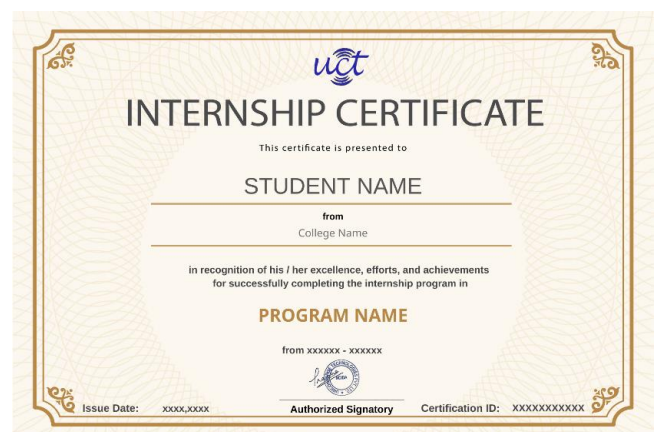 uct
INTERNSHIP CERTIFICATE
This certificate is presented to
STUDENT NAME
from
College Name
in recognition of his / her excellence, efforts, and achievements
for successfully completing the internship program in
PROGRAM NAME
from xxxxxx - xxxxxx
Authorized Signatory
Issue Date: xxxx,xxxx
Certification ID: xxxxxxxxxxx